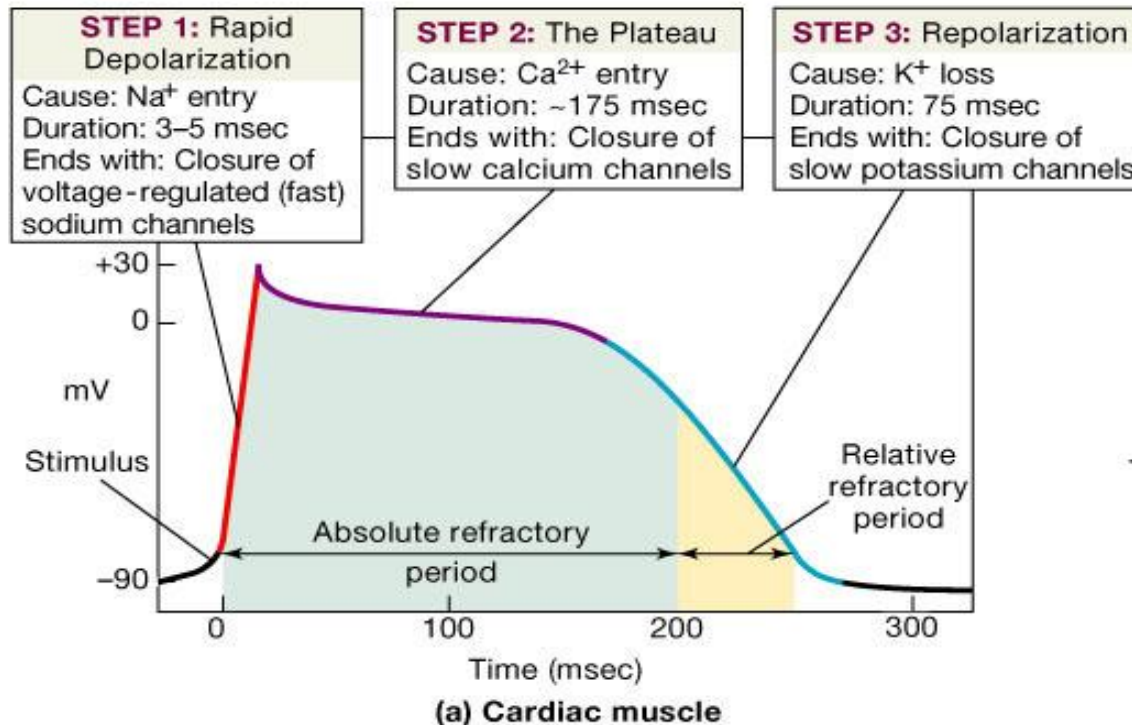 STEP 1: Rapid
Depolarization
Cause: Na⁺ entry
Duration: 3–5 msec
Ends with: Closure of
voltage-regulated (fast)
sodium channels
STEP 2: The Plateau
Cause: Ca²⁺ entry
Duration: ~175 msec
Ends with: Closure of
slow calcium channels
STEP 3: Repolarization
Cause: K⁺ loss
Duration: 75 msec
Ends with: Closure of
slow potassium channels
+30
0
mV
Stimulus
–90
Absolute refractory
period
Relative
refractory
period
0
100
200
300
Time (msec)
(a) Cardiac muscle